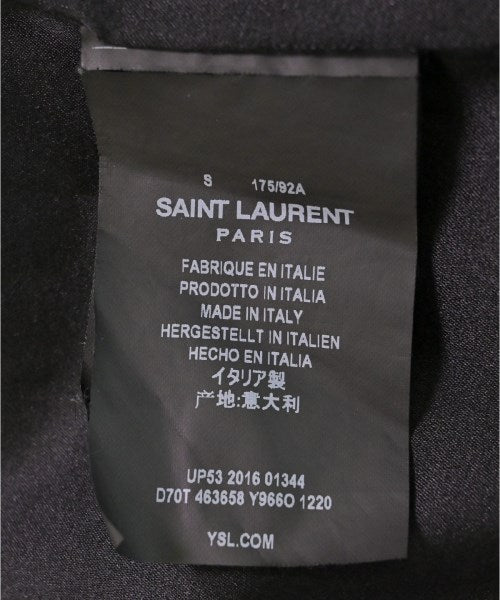 S 175/92A
SAINT LAURENT
PARIS
FABRIQUE EN ITALIE
PRODOTTO IN ITALIA
MADE IN ITALY
HERGESTELLT IN ITALIEN
HECHO EN ITALIA
イタリア製
产地:意大利
UP53 2016 01344
D70T 463658 Y966O 1220
YSL.COM